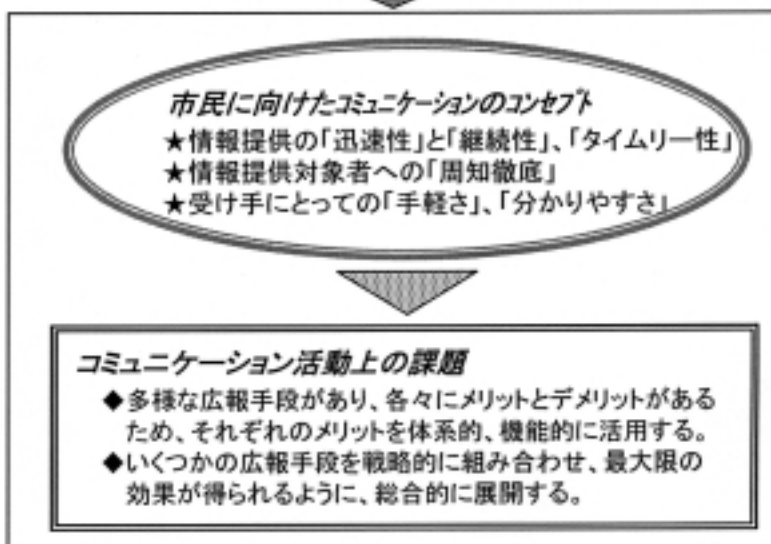 市民に向けたコミュニケーションのコンセプト
★情報提供の「迅速性」と「継続性」、「タイムリー性」
★情報提供対象者への「周知徹底」
★受け手にとっての「手軽さ」、「分かりやすさ」
コミュニケーション活動上の課題
◆多様な広報手段があり、各々にメリットとデメリットがある
ため、それぞれのメリットを体系的、機能的に活用する。
◆いくつかの広報手段を戦略的に組み合わせ、最大限の
効果が得られるように、総合的に展開する。